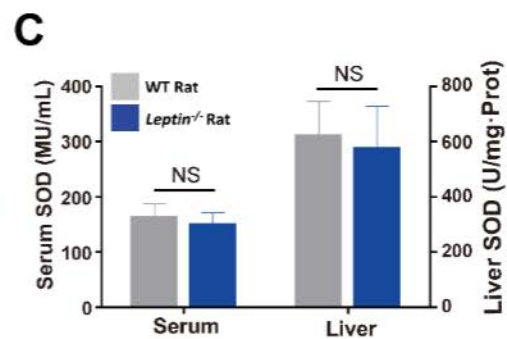 C
WT Rat
Leptin⁻/⁻ Rat
NS
NS
Serum SOD (MU/mL)
400
300
200
100
0
Liver SOD (U/mg·Prot)
800
600
400
200
0
Serum
Liver